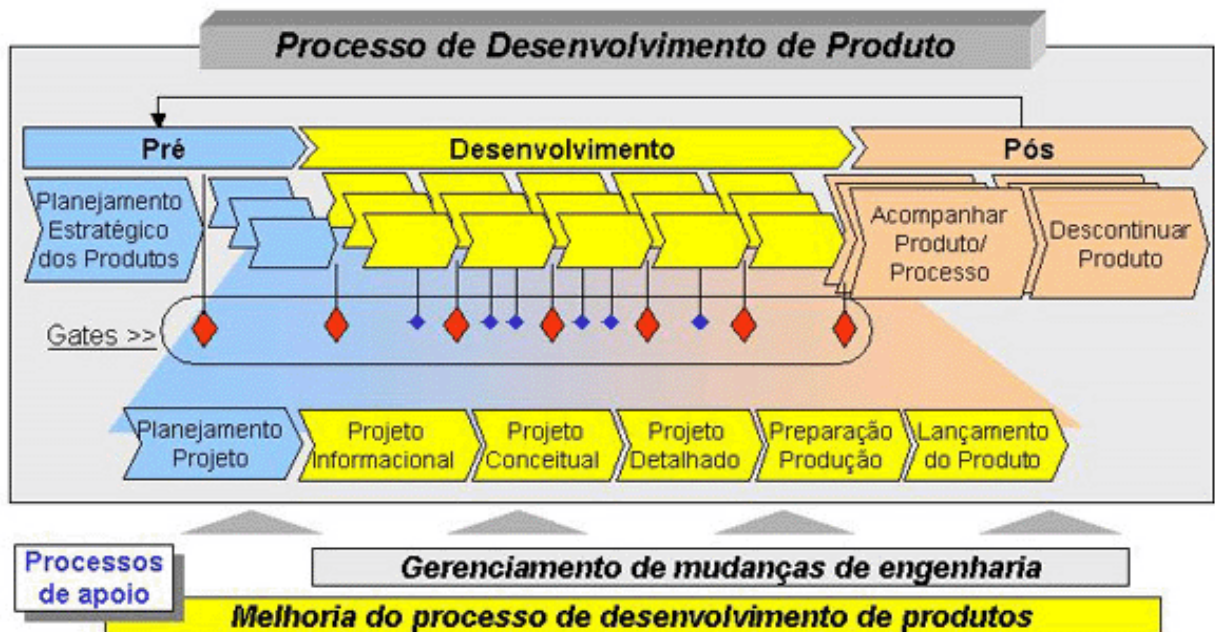 Processo de Desenvolvimento de Produto
Pré
Desenvolvimento
Pós
Planejamento
Estratégico
dos Produtos
Acompanhar
Produto/
Processo
Descontinuar
Produto
Gates >>
Planejamento
Projeto
Projeto
Informacional
Projeto
Conceitual
Projeto
Detalhado
Preparação
Produção
Lançamento
do Produto
Processos
de apoio
Gerenciamento de mudanças de engenharia
Melhoria do processo de desenvolvimento de produtos